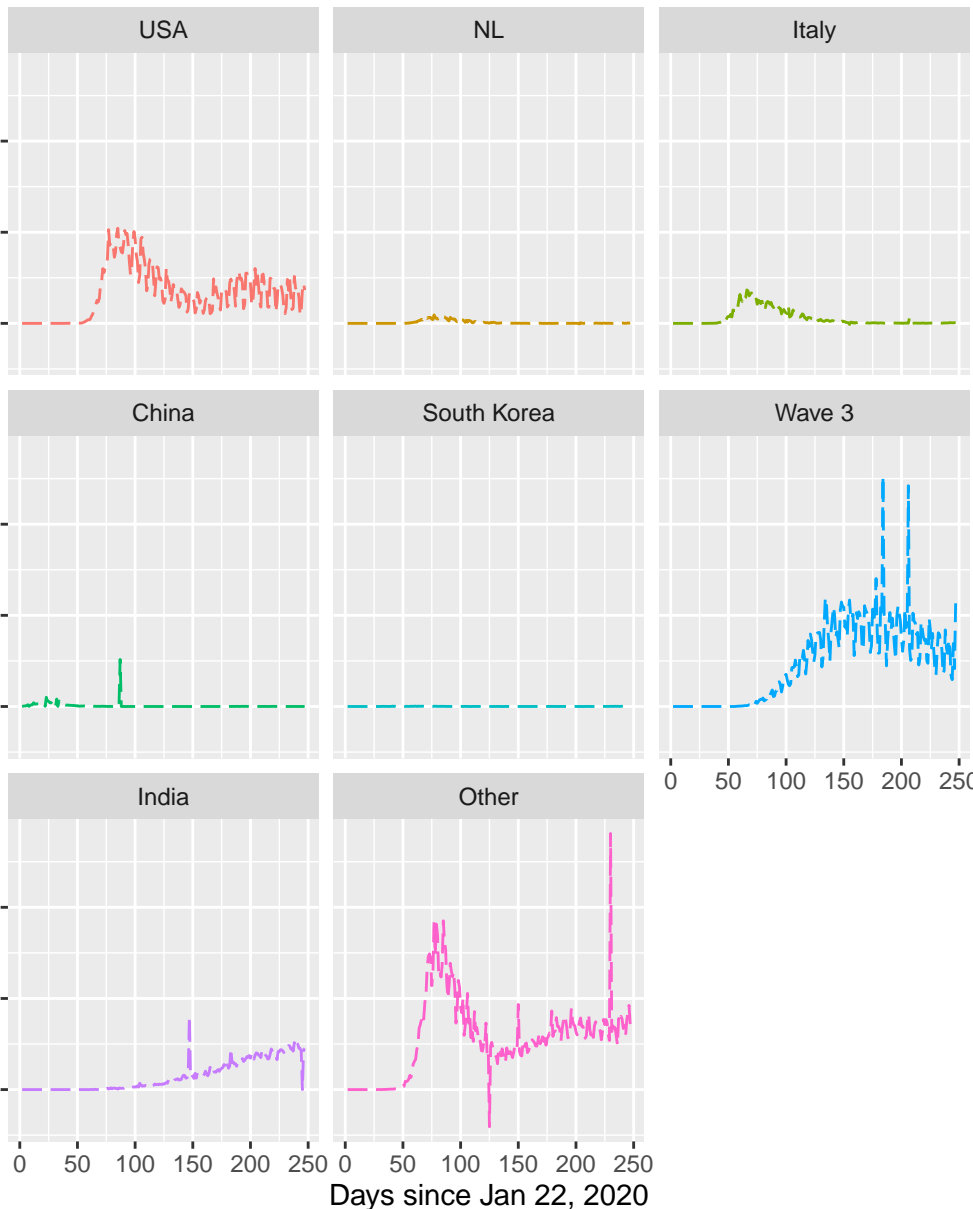 USA NL Italy
China South Korea Wave 3
0 50 100 150 200 250
India Other
0 50 100 150 200 250 0 50 100 150 200 250
Days since Jan 22, 2020